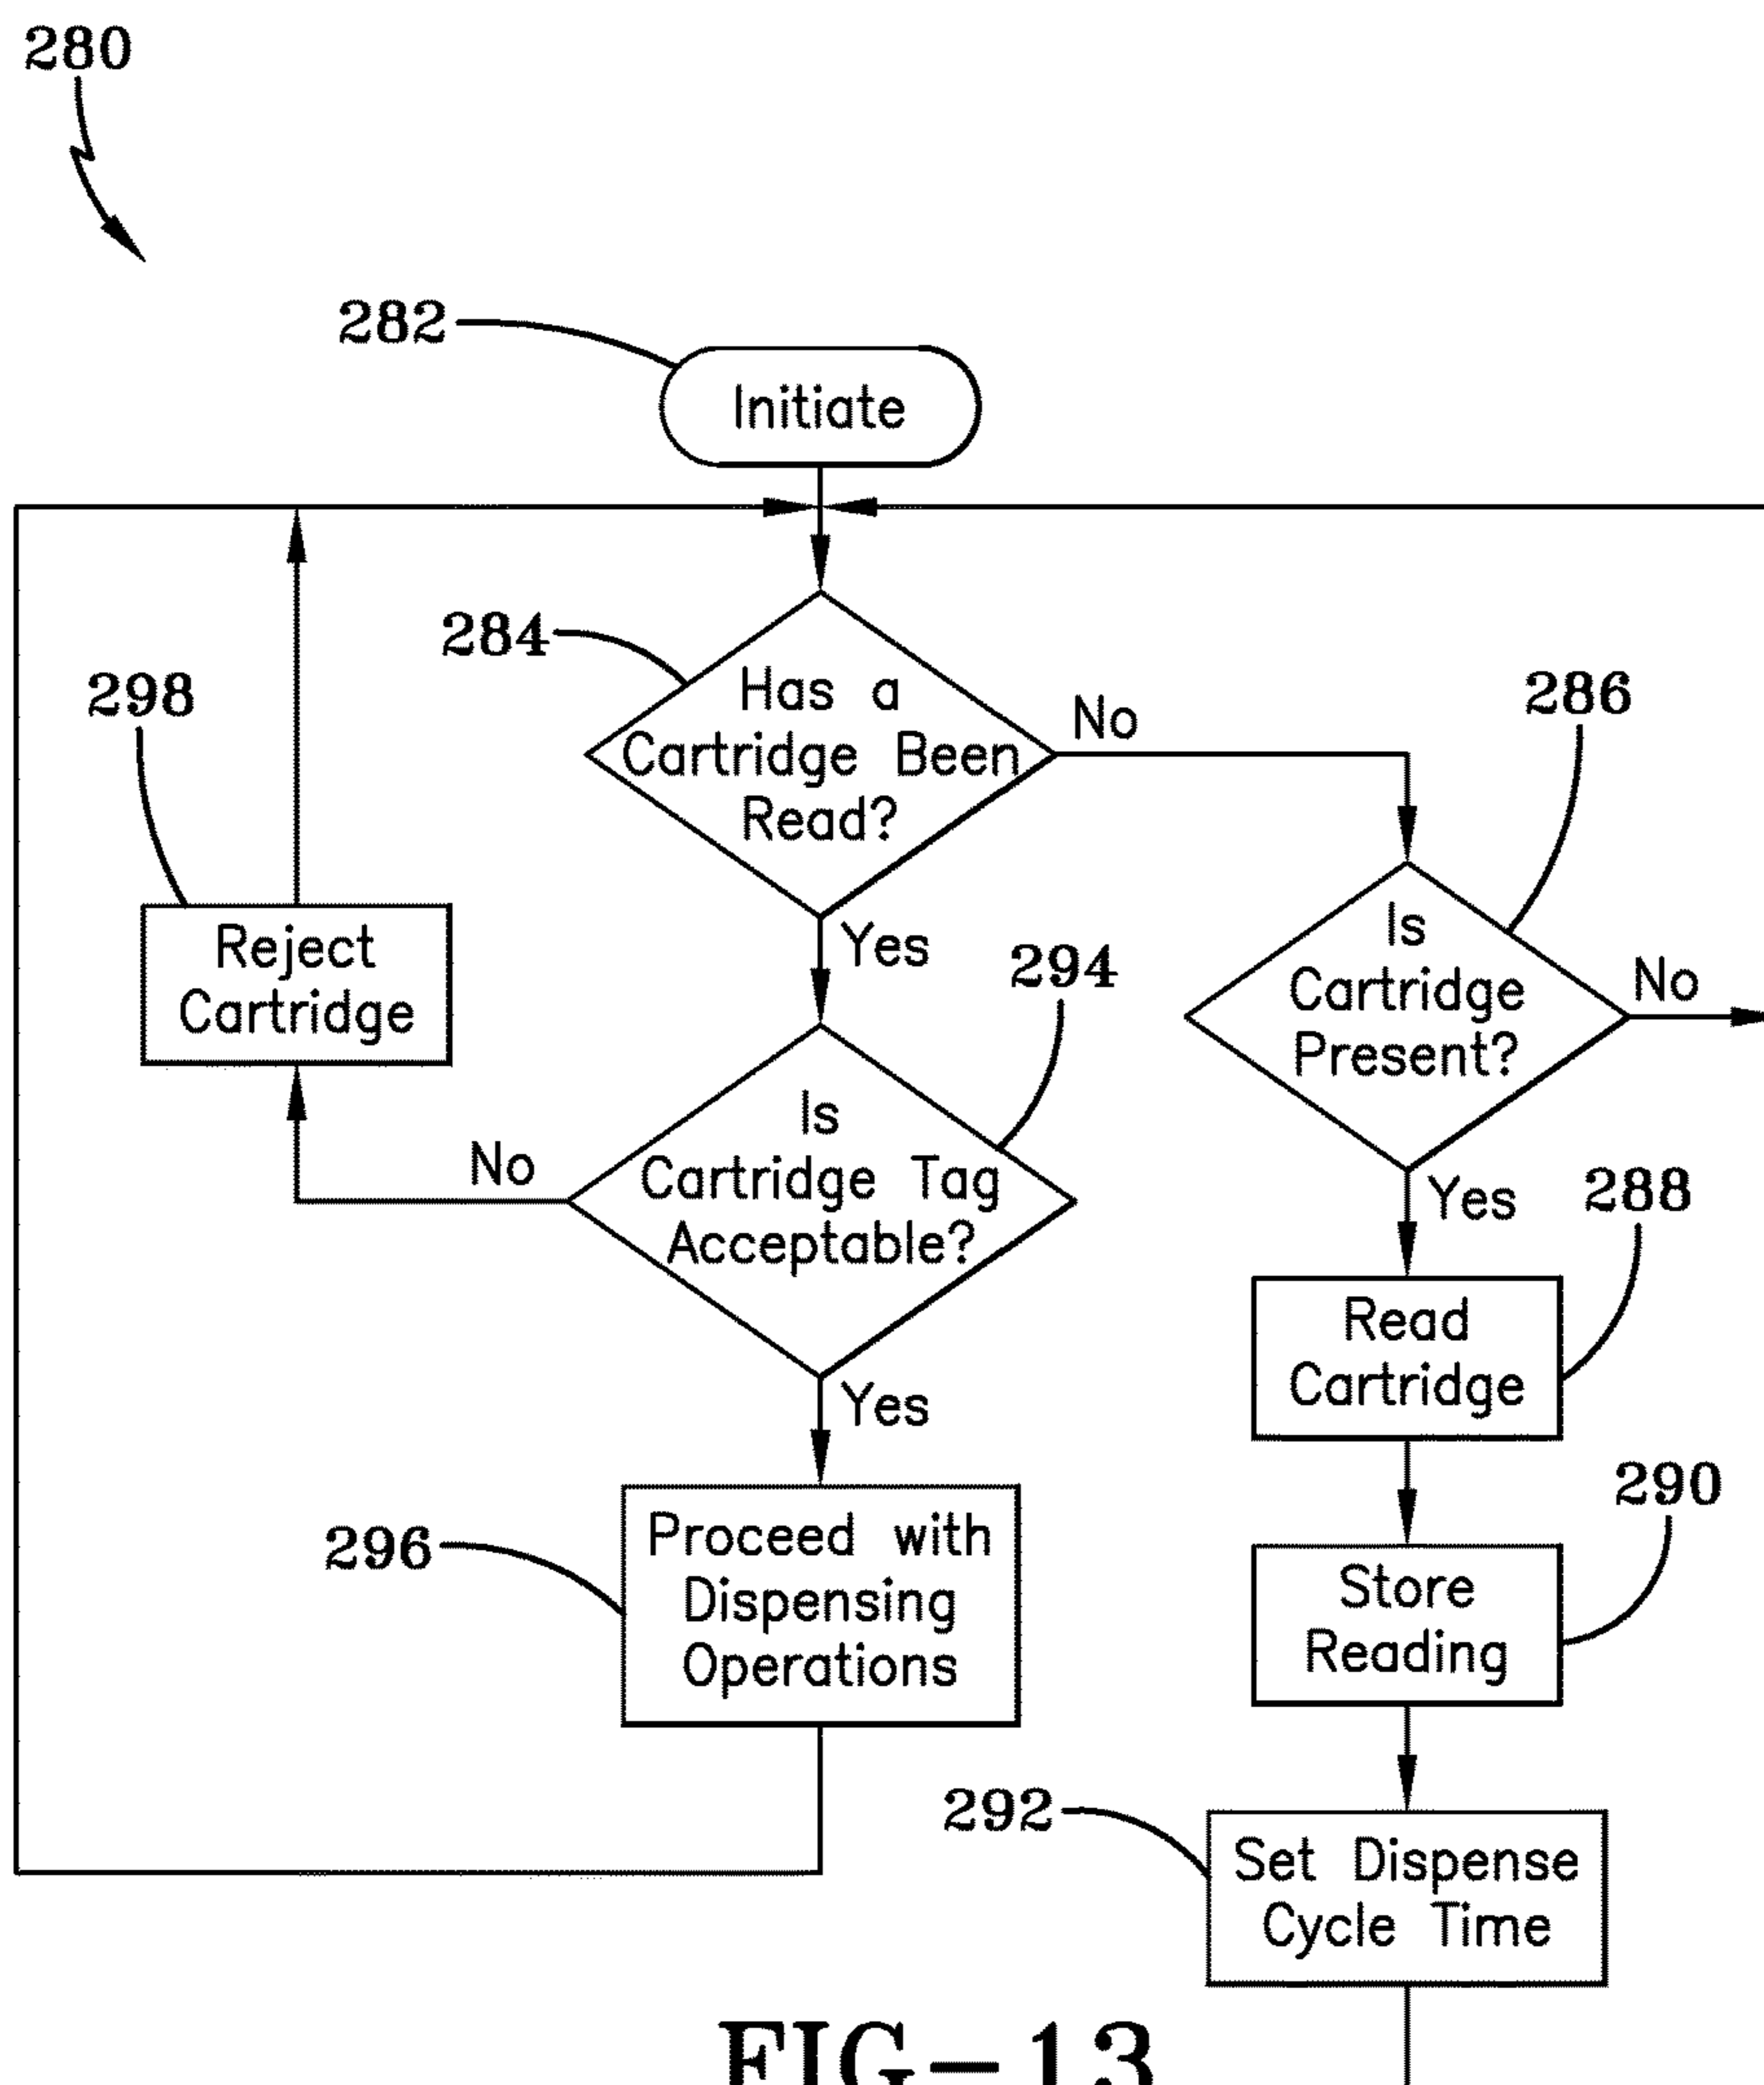 280
282
Initiate
284
Has a
Cartridge Been
Read?
No
286
298
Reject
Cartridge
Yes
294
Is
Cartridge
Present?
No
Is
Cartridge Tag
Acceptable?
No
Yes
288
Read
Cartridge
Yes
296
Proceed with
Dispensing
Operations
290
Store
Reading
292
Set Dispense
Cycle Time
FIG-13